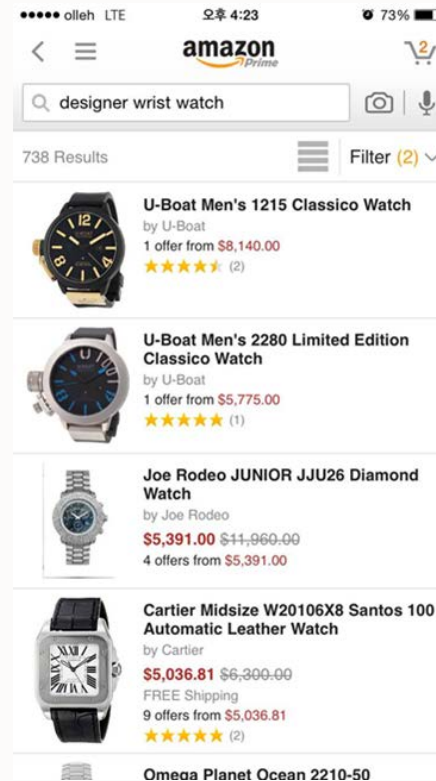 olleh LTE 오후 4:23 73%
amazon
Prime
2
designer wrist watch
738 Results Filter (2)
U-Boat Men's 1215 Classico Watch
by U-Boat
1 offer from $8,140.00
(2)
U-Boat Men's 2280 Limited Edition
Classico Watch
by U-Boat
1 offer from $5,775.00
(1)
Joe Rodeo JUNIOR JJU26 Diamond
Watch
by Joe Rodeo
$5,391.00 $11,960.00
4 offers from $5,391.00
Cartier Midsize W20106X8 Santos 100
Automatic Leather Watch
by Cartier
$5,036.81 $6,300.00
FREE Shipping
9 offers from $5,036.81
(2)
Omega Planet Ocean 2210-50